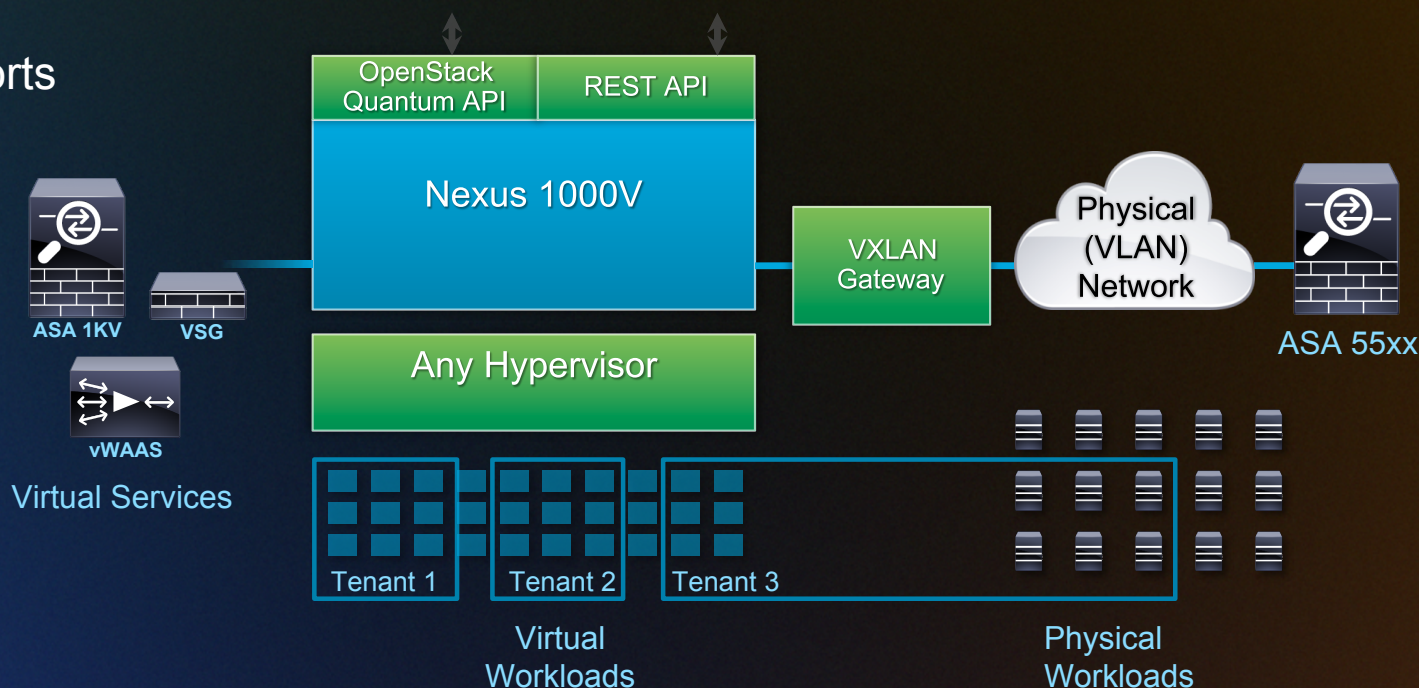 orts
OpenStack
Quantum API
REST API
Nexus 1000V
VXLAN
Gateway
Physical
(VLAN)
Network
ASA 1KV
VSG
ASA 55xx
Any Hypervisor
vWAAS
Virtual Services
Tenant 1
Tenant 2
Tenant 3
Virtual
Workloads
Physical
Workloads